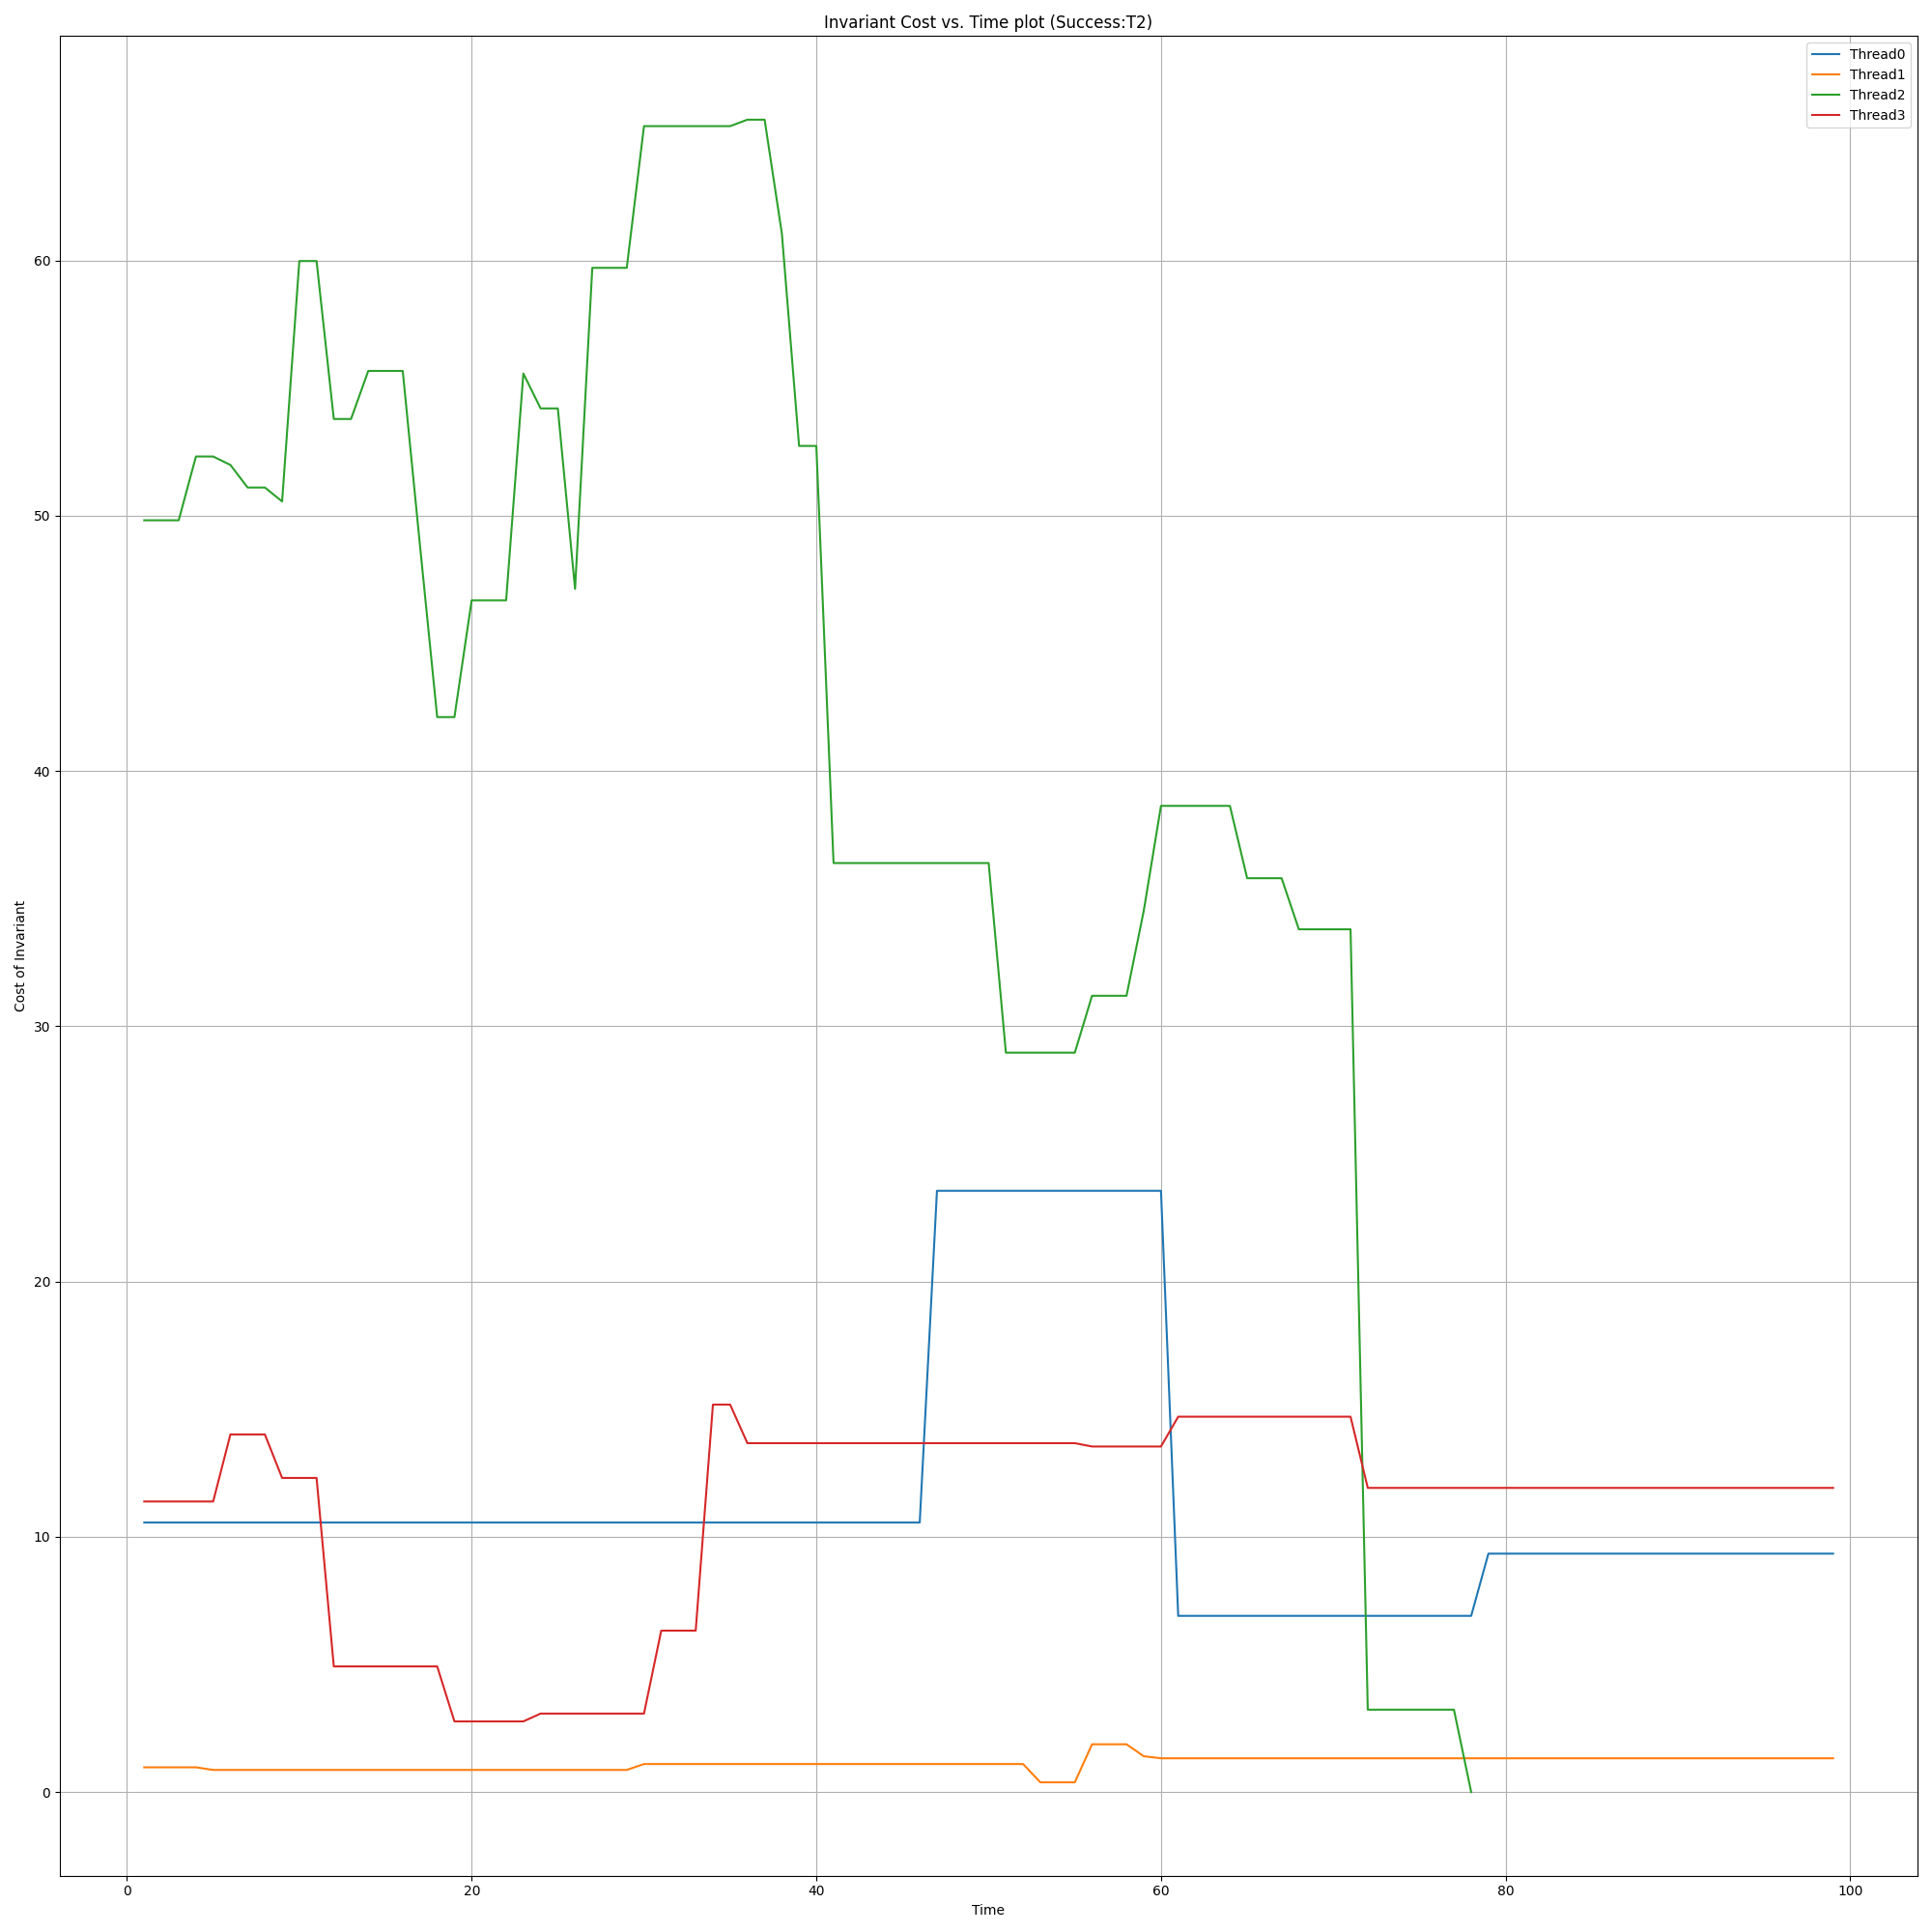 Invariant Cost vs. Time plot (Success:T2)
Thread0
Thread1
Thread2
Thread3
60
50
40
30
20
10
0
Cost of Invariant
0 20 40 60 80 100
Time